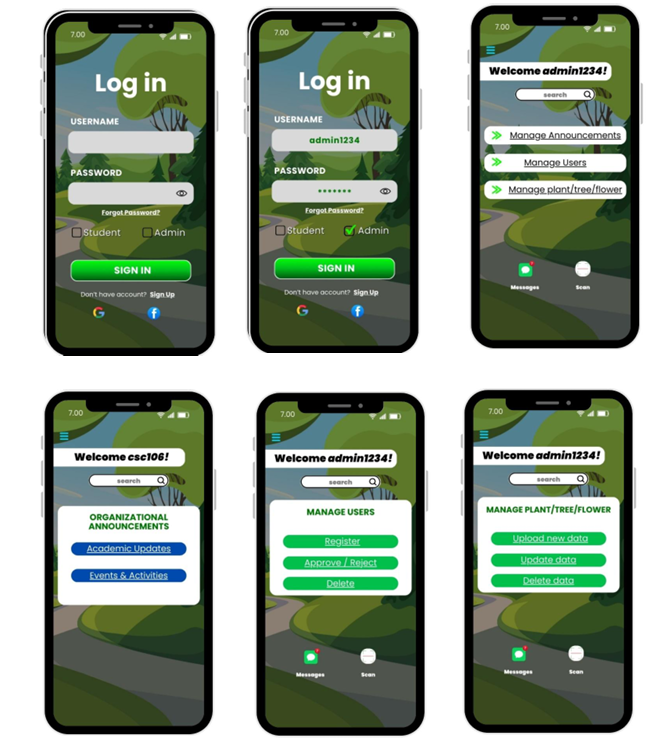 7.00
Log in
USERNAME
PASSWORD
Forgot Password?
Student Admin
SIGN IN
Don't have account? Sign Up
7.00
Log in
USERNAME
admin1234
PASSWORD
Forgot Password?
Student Admin
SIGN IN
Don't have account? Sign Up
7.00
Welcome admin1234!
search
Manage Announcements
Manage Users
Manage plant/tree/flower
Messages Scan
7.00
Welcome csc106!
search
ORGANIZATIONAL
ANNOUNCEMENTS
Academic Updates
Events & Activities
7.00
Welcome admin1234!
search
MANAGE USERS
Register
Approve / Reject
Delete
Messages Scan
7.00
Welcome admin1234!
search
MANAGE PLANT/TREE/FLOWER
Upload new data
Update data
Delete data
Messages Scan